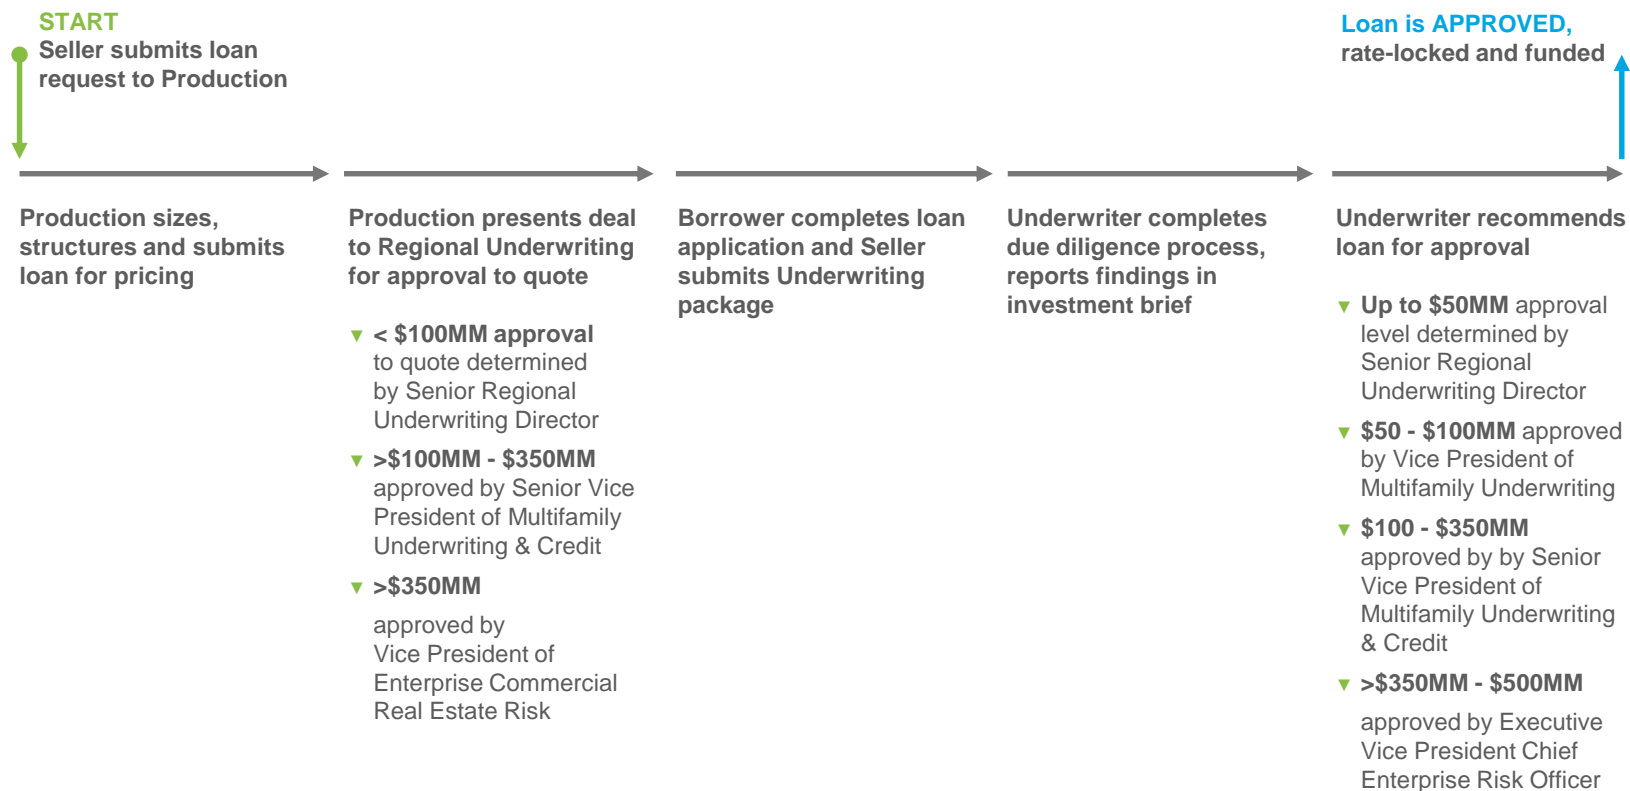 START
Seller submits loan
request to Production
Loan is APPROVED,
rate-locked and funded
Production sizes,
structures and submits
loan for pricing
Production presents deal
to Regional Underwriting
for approval to quote
▼ < $100MM approval
to quote determined
by Senior Regional
Underwriting Director
▼ >$100MM - $350MM
approved by Senior Vice
President of Multifamily
Underwriting & Credit
▼ >$350MM
approved by
Vice President of
Enterprise Commercial
Real Estate Risk
Borrower completes loan
application and Seller
submits Underwriting
package
Underwriter completes
due diligence process,
reports findings in
investment brief
Underwriter recommends
loan for approval
▼ Up to $50MM approval
level determined by
Senior Regional
Underwriting Director
▼ $50 - $100MM approved
by Vice President of
Multifamily Underwriting
▼ $100 - $350MM
approved by by Senior
Vice President of
Multifamily Underwriting
& Credit
▼ >$350MM - $500MM
approved by Executive
Vice President Chief
Enterprise Risk Officer